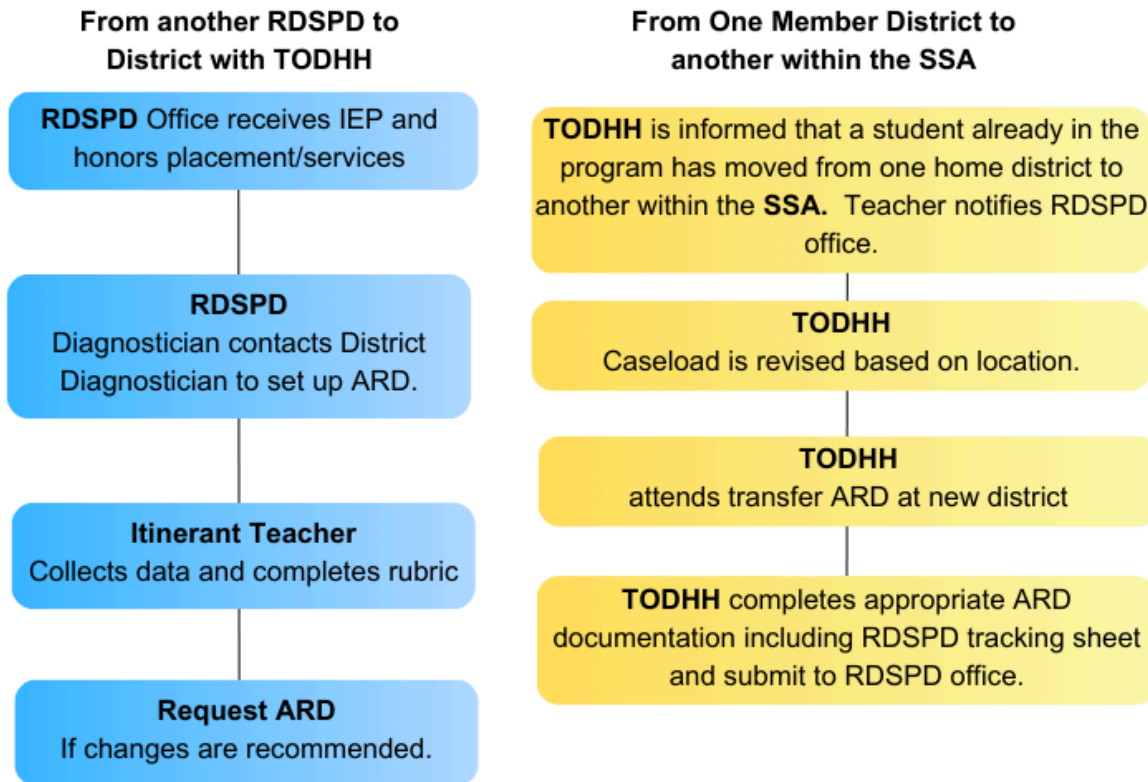 From another RDSPD to
District with TODHH
RDSPD Office receives IEP and
honors placement/services
RDSPD
Diagnostician contacts District
Diagnostician to set up ARD.
Itinerant Teacher
Collects data and completes rubric
Request ARD
If changes are recommended.
From One Member District to
another within the SSA
TODHH is informed that a student already in the
program has moved from one home district to
another within the SSA.  Teacher notifies RDSPD
office.
TODHH
Caseload is revised based on location.
TODHH
attends transfer ARD at new district
TODHH completes appropriate ARD
documentation including RDSPD tracking sheet
and submit to RDSPD office.